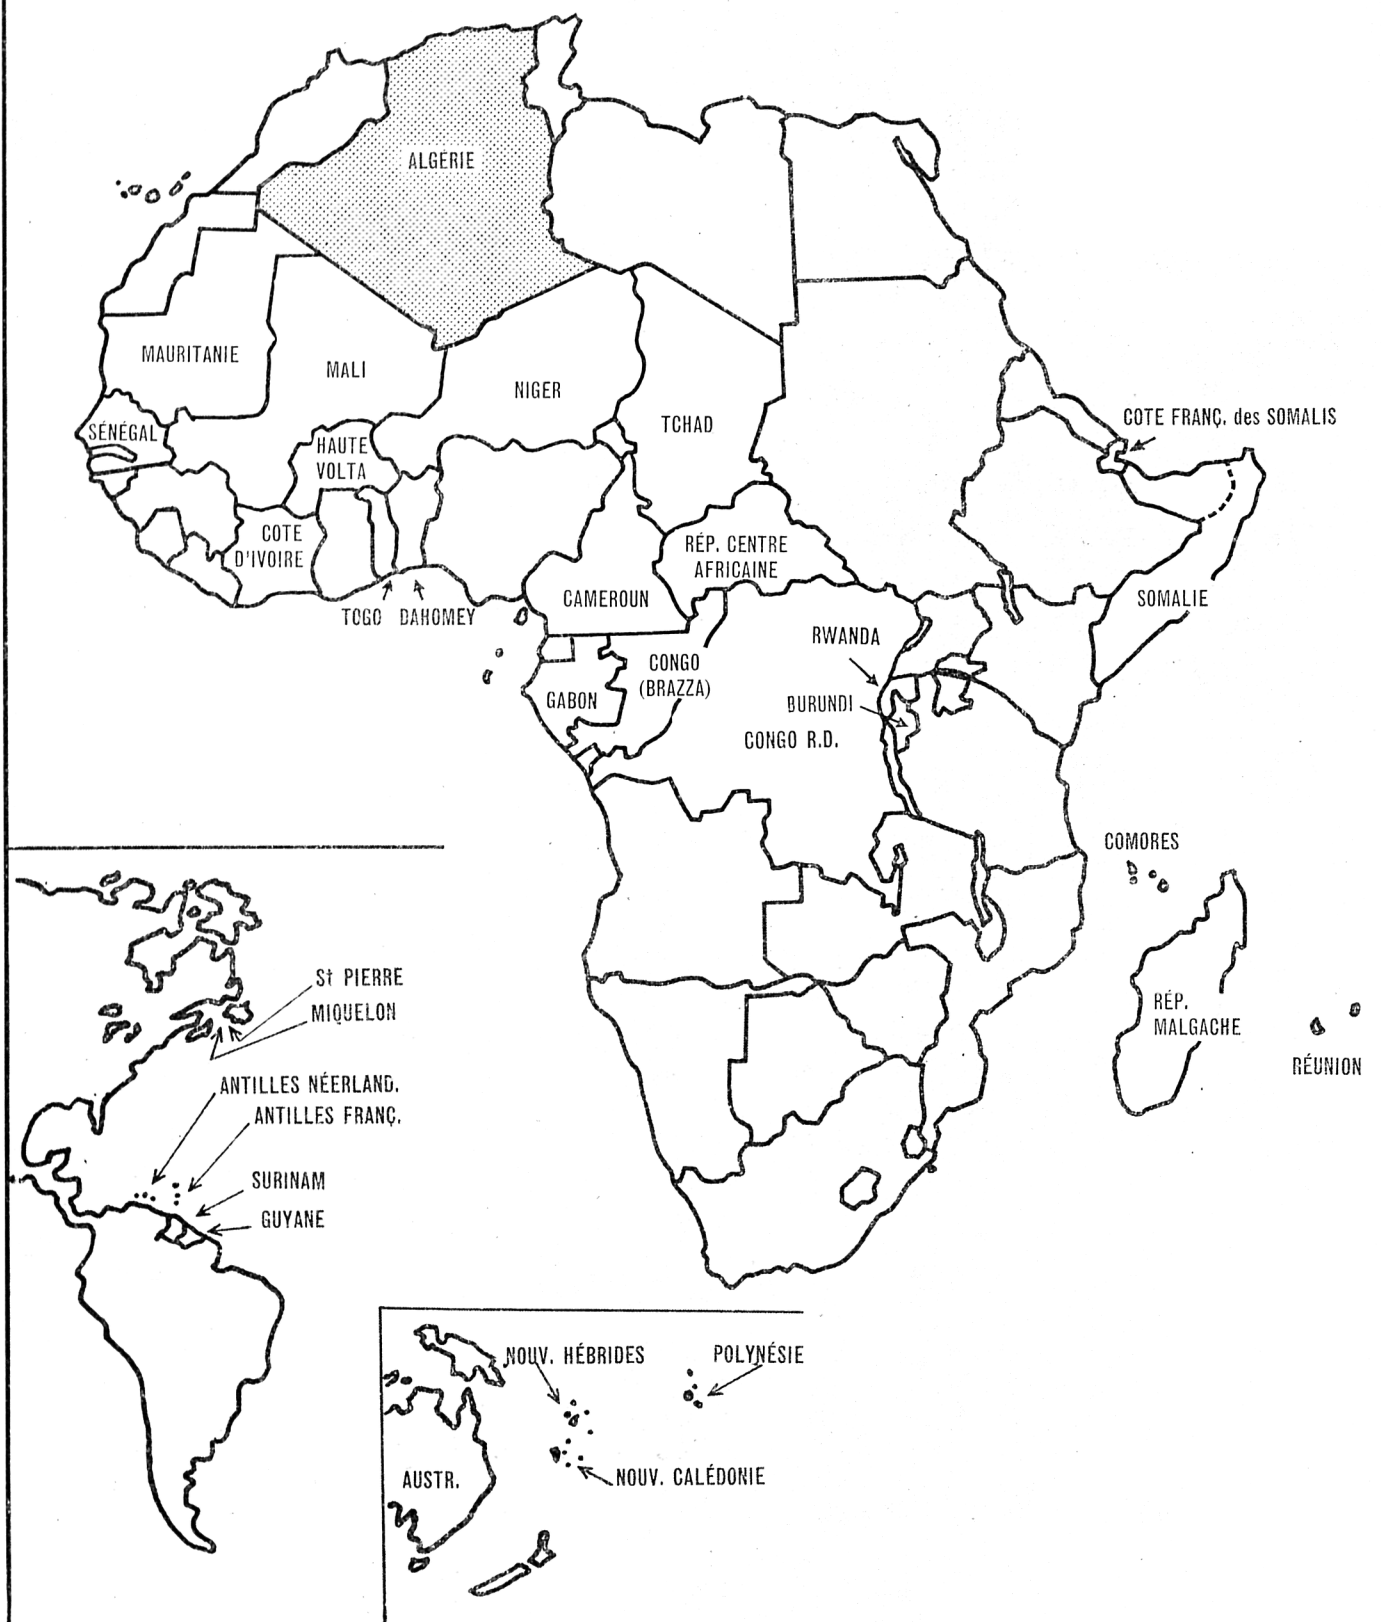 ALGÉRIE
MAURITANIE
MALI
NIGER
TCHAD
SÉNÉGAL
HAUTE
VOLTA
COTE FRANÇ. des SOMALIS
COTE
D'IVOIRE
RÉP. CENTRE
AFRICAINE
TOGO
DAHOMEY
CAMEROUN
SOMALIE
RWANDA
CONGO
(BRAZZA)
GABON
BURUNDI
CONGO R.D.
COMORES
RÉP.
MALGACHE
RÉUNION
St PIERRE
MIQUELON
ANTILLES NÉERLAND.
ANTILLES FRANÇ.
SURINAM
GUYANE
NOUV. HÉBRIDES
POLYNÉSIE
AUSTR.
NOUV. CALÉDONIE